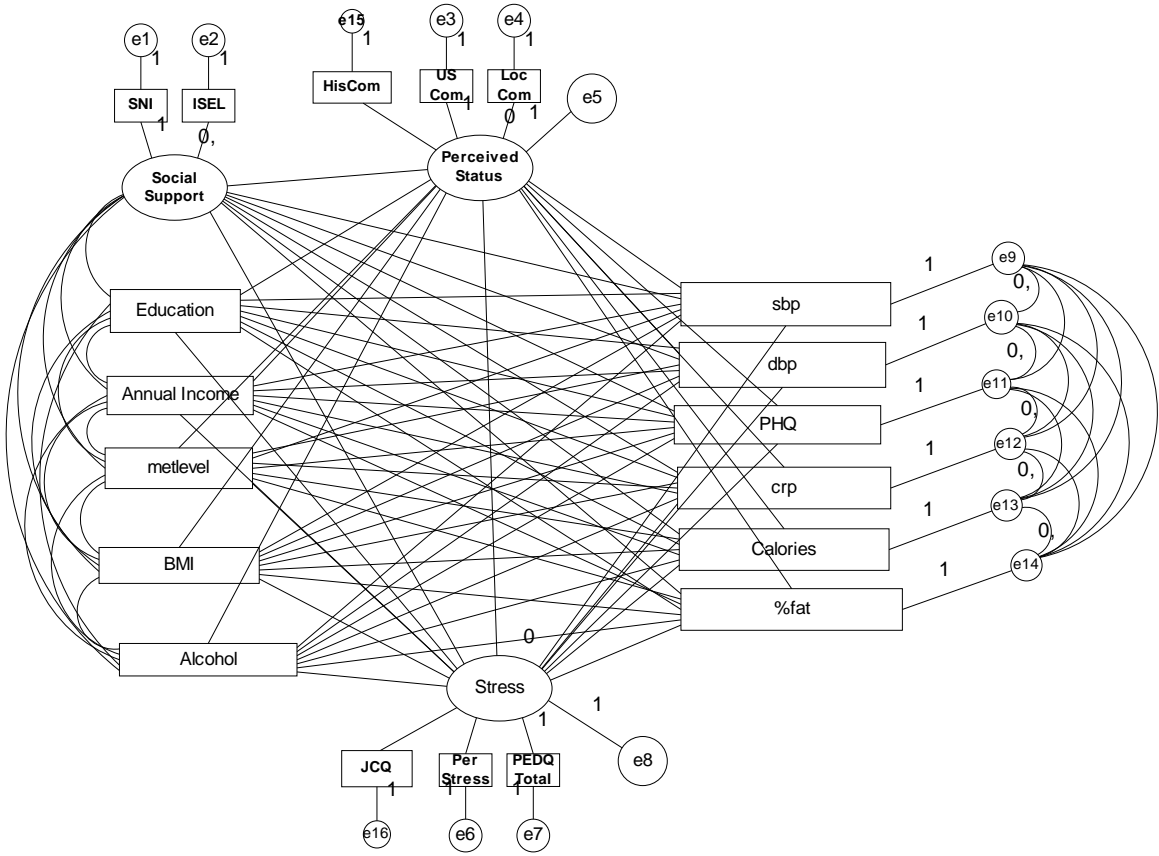 e15
e3
e4
e1
e2
1
1
1
1
1
US
Loc
HisCom
Com
Com
e5
SNI
ISEL
1
1
0
1
0,
Perceived
Status
Social
Support
e9
1
0,
Education
sbp
e10
1
0,
dbp
Annual Income
e11
1
0,
PHQ
e12
1
metlevel
0,
crp
e13
1
0,
BMI
Calories
e14
1
%fat
0
Alcohol
Stress
1
1
JCQ
Per
Stress
PEDQ
Total
e8
1
1
1
e16
e6
e7